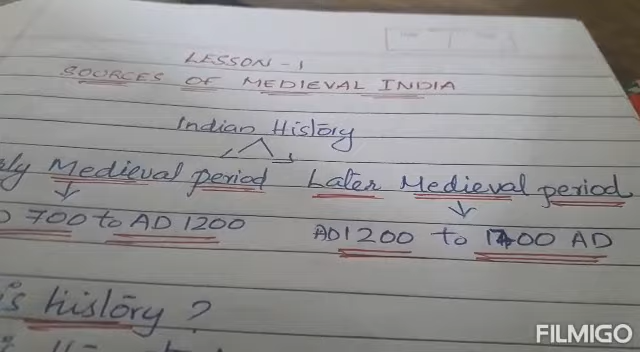 LESSON - 1
SOURCES OF MEDIEVAL INDIA
Indian History
Medieval period Later Medieval period
700 to AD 1200 AD 1200 to 1700 AD
is history?
FILMIGO